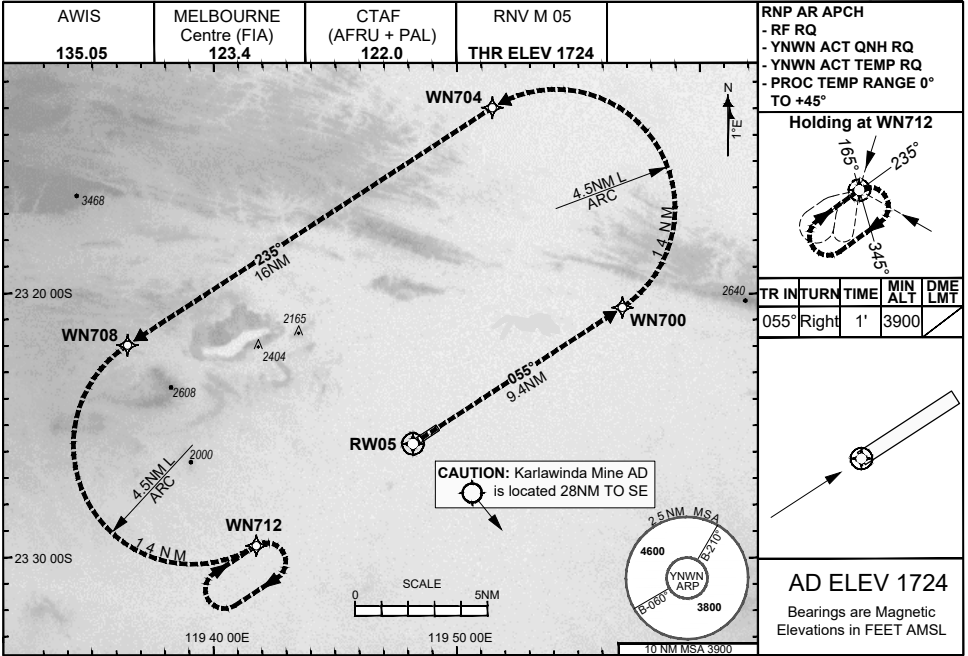 AWIS
135.05
MELBOURNE
Centre (FIA)
123.4
CTAF
(AFRU + PAL)
122.0
RNV M 05
THR ELEV 1724
RNP AR APCH
- RF RQ
- YNWN ACT QNH RQ
- YNWN ACT TEMP RQ
- PROC TEMP RANGE 0°
TO +45°
WN704
N
1°E
4.5NM L
ARC
14NM
3468
235°
16NM
23 20 00S
2640
WN708
2165
2404
WN700
2608
055°
9.4NM
RW05
2000
4.5NM L
ARC
CAUTION: Karlawinda Mine AD
is located 28NM TO SE
WN712
14NM
23 30 00S
SCALE
0
5NM
25NM MSA
4600
B-210°
YNWN
ARP
B-060°
3800
119 40 00E
119 50 00E
10 NM MSA 3900
Holding at WN712
165°
235°
345°
TR IN TURN TIME MIN ALT DME LMT
055° Right 1' 3900
AD ELEV 1724
Bearings are Magnetic
Elevations in FEET AMSL